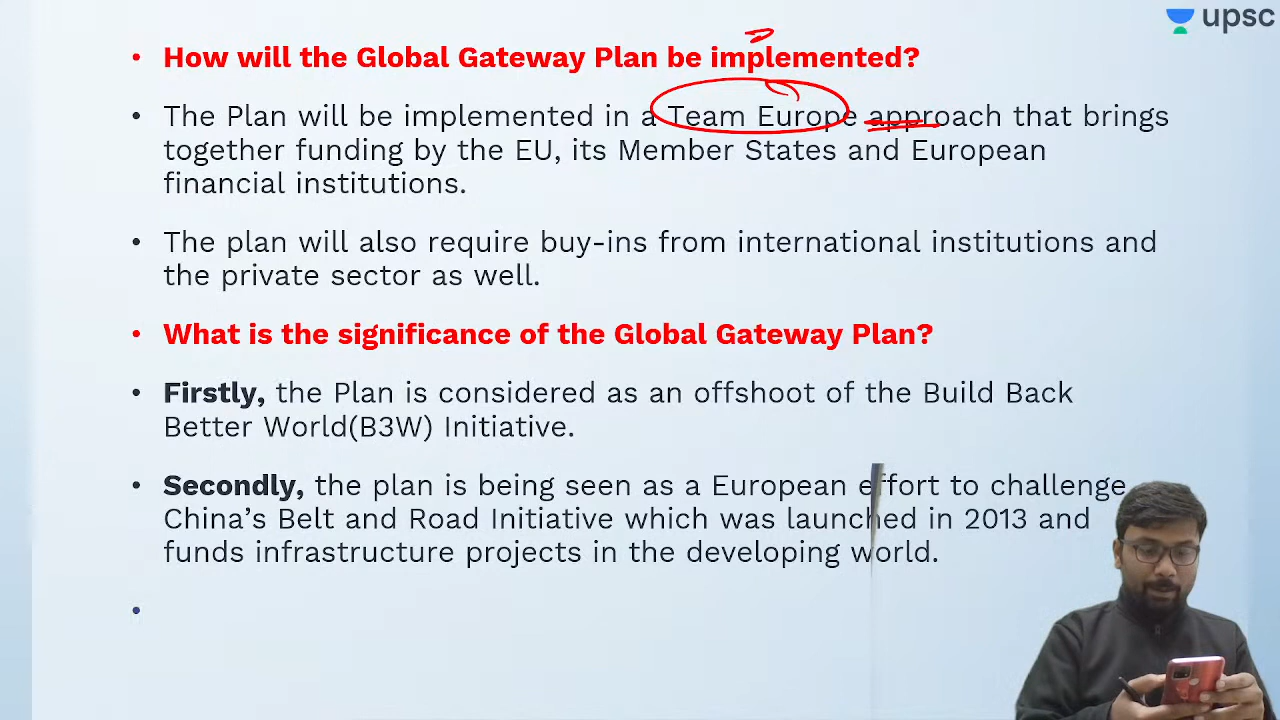 upsc
• How will the Global Gateway Plan be implemented?
• The Plan will be implemented in a Team Europe approach that brings
together funding by the EU, its Member States and European
financial institutions.
• The plan will also require buy-ins from international institutions and
the private sector as well.
• What is the significance of the Global Gateway Plan?
• Firstly, the Plan is considered as an offshoot of the Build Back
Better World(B3W) Initiative.
• Secondly, the plan is being seen as a European effort to challenge
China’s Belt and Road Initiative which was launched in 2013 and
funds infrastructure projects in the developing world.
•